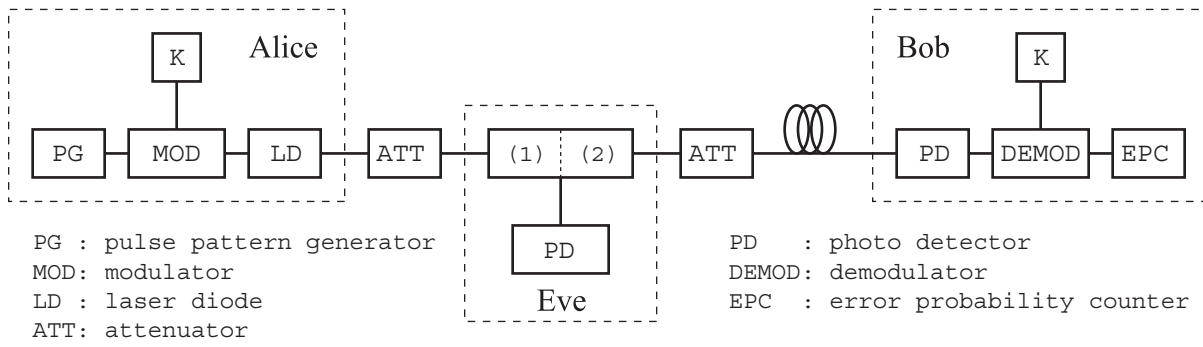 Alice
Bob
K
K
PG
MOD
LD
ATT
(1)
(2)
ATT
PD
DEMOD
EPC
PD
Eve
PG : pulse pattern generator
MOD: modulator
LD : laser diode
ATT: attenuator
PD : photo detector
DEMOD: demodulator
EPC : error probability counter